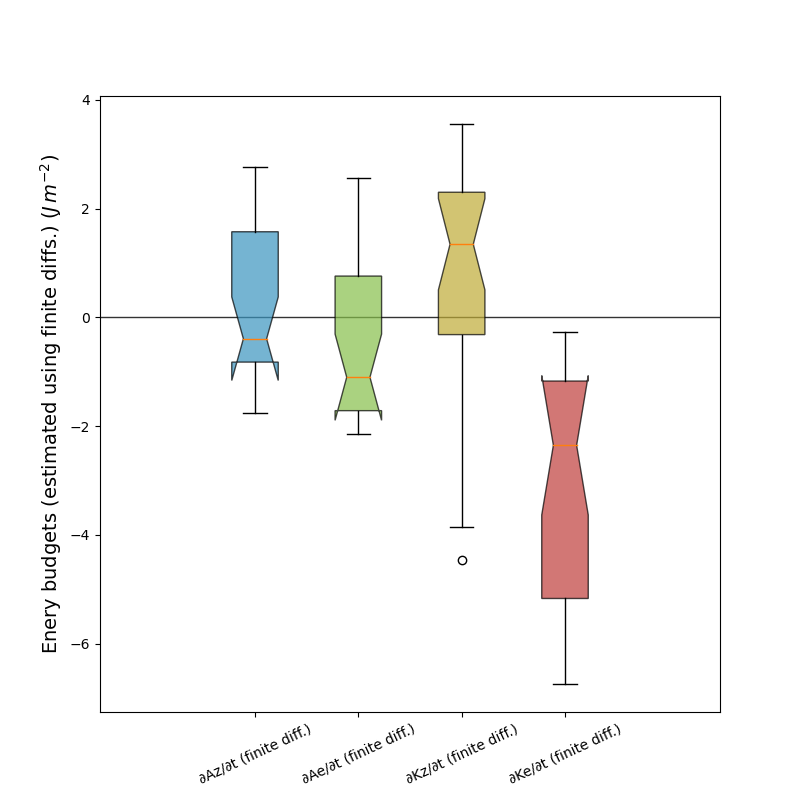 Enery budgets (estimated using finite diffs.) (J m⁻²)
4
2
0
−2
−4
−6
∂Az/∂t (finite diff.)
∂Ae/∂t (finite diff.)
∂Kz/∂t (finite diff.)
∂Ke/∂t (finite diff.)